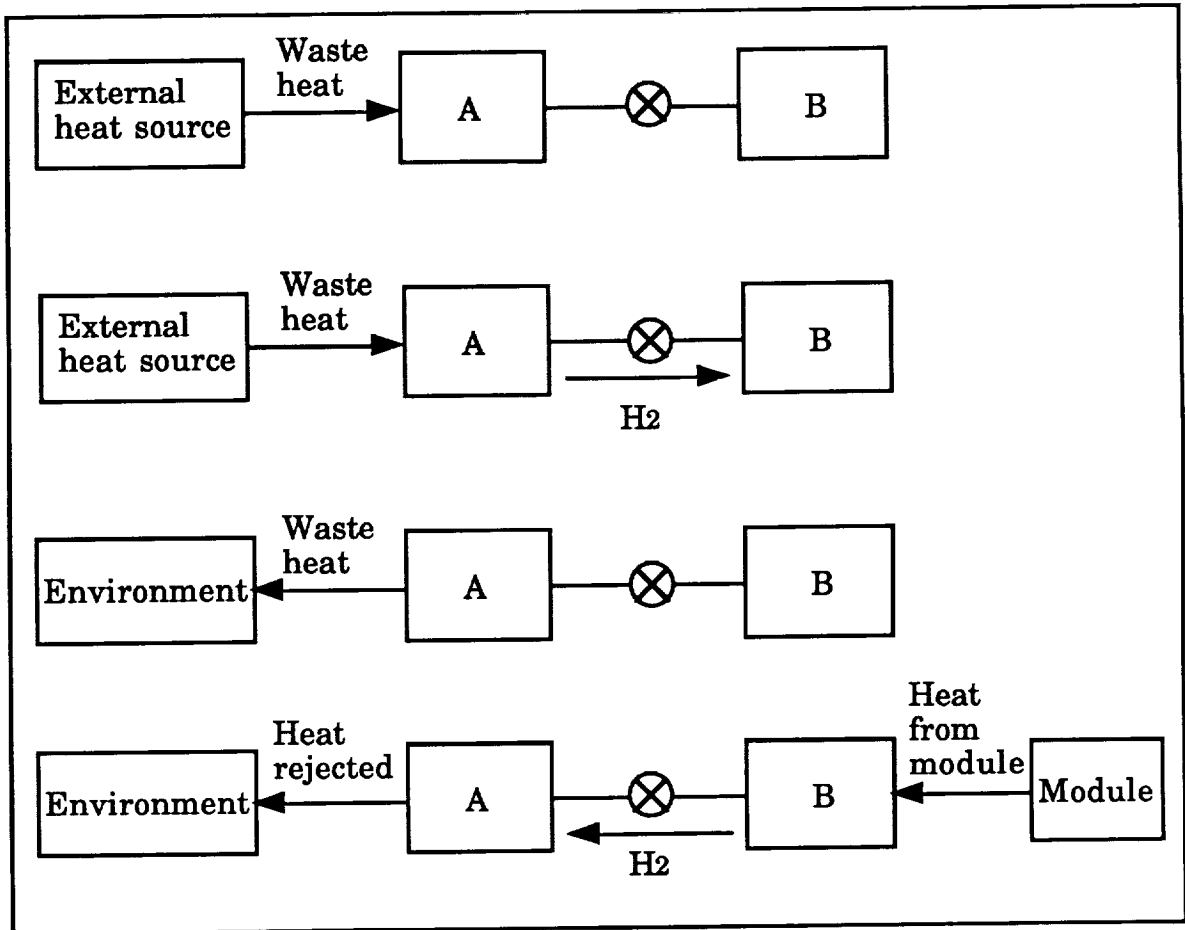 Waste
heat
External
heat source
A
B
Waste
heat
External
heat source
A
B
H2
Waste
heat
Environment
A
B
Heat
rejected
Heat
from
module
Environment
A
B
Module
H2